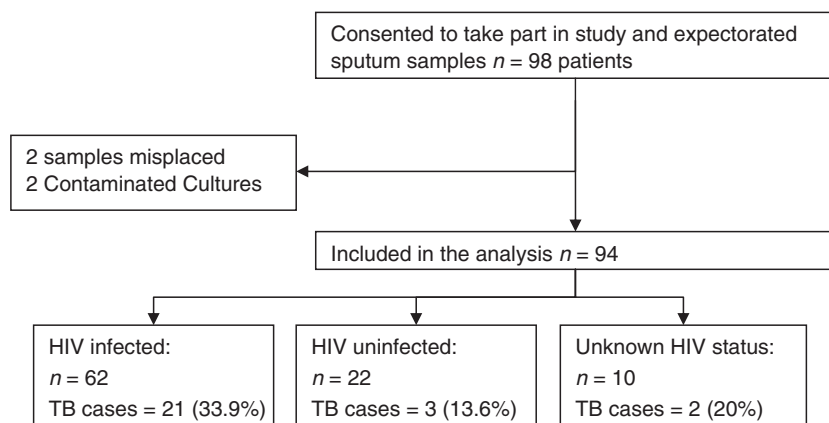 Consented to take part in study and expectorated
sputum samples n = 98 patients
2 samples misplaced
2 Contaminated Cultures
Included in the analysis n = 94
HIV infected:
n = 62
TB cases = 21 (33.9%)
HIV uninfected:
n = 22
TB cases = 3 (13.6%)
Unknown HIV status:
n = 10
TB cases = 2 (20%)